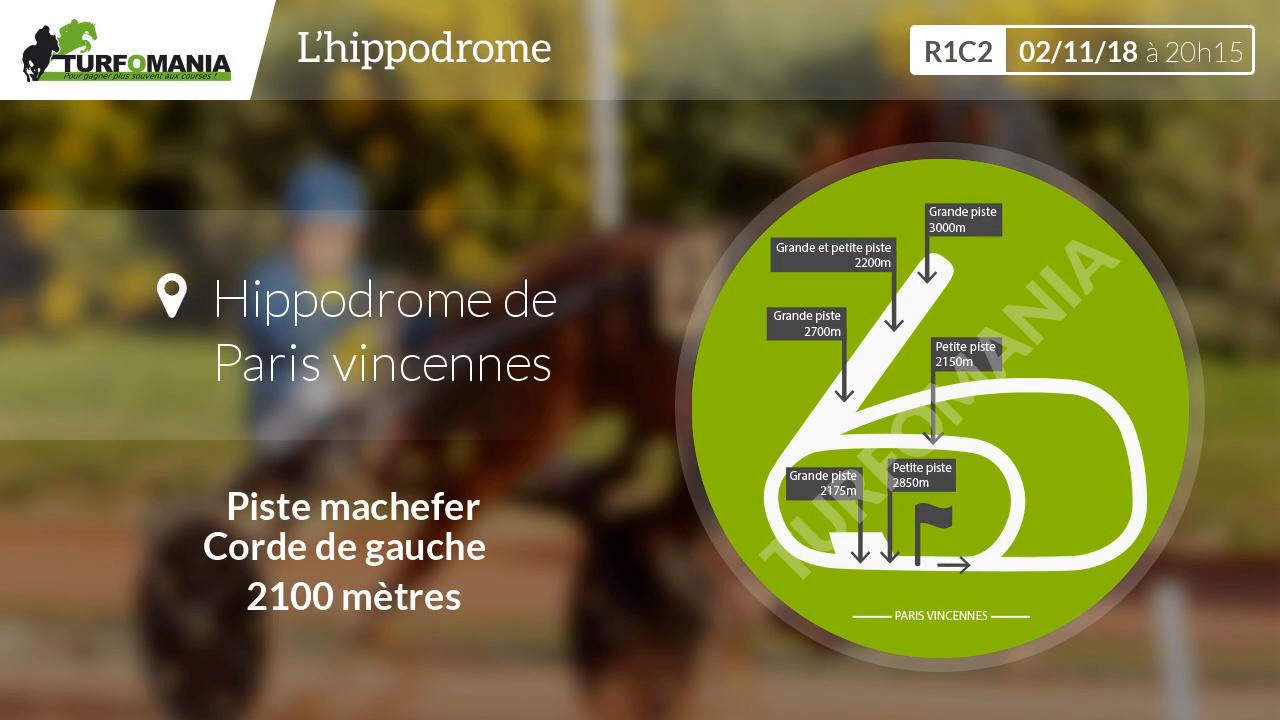 TURFOMANIA
Pour gagner plus souvent aux courses !
L'hippodrome
R1C2 02/11/18 à 20h15
Hippodrome de
Paris vincennes
Piste machefer
Corde de gauche
2100 mètres
Grande piste
3000m
Grande et petite piste
2200m
Grande piste
2700m
Petite piste
2150m
Grande piste
2175m
Petite piste
2850m
TURFOMANIA
PARIS VINCENNES